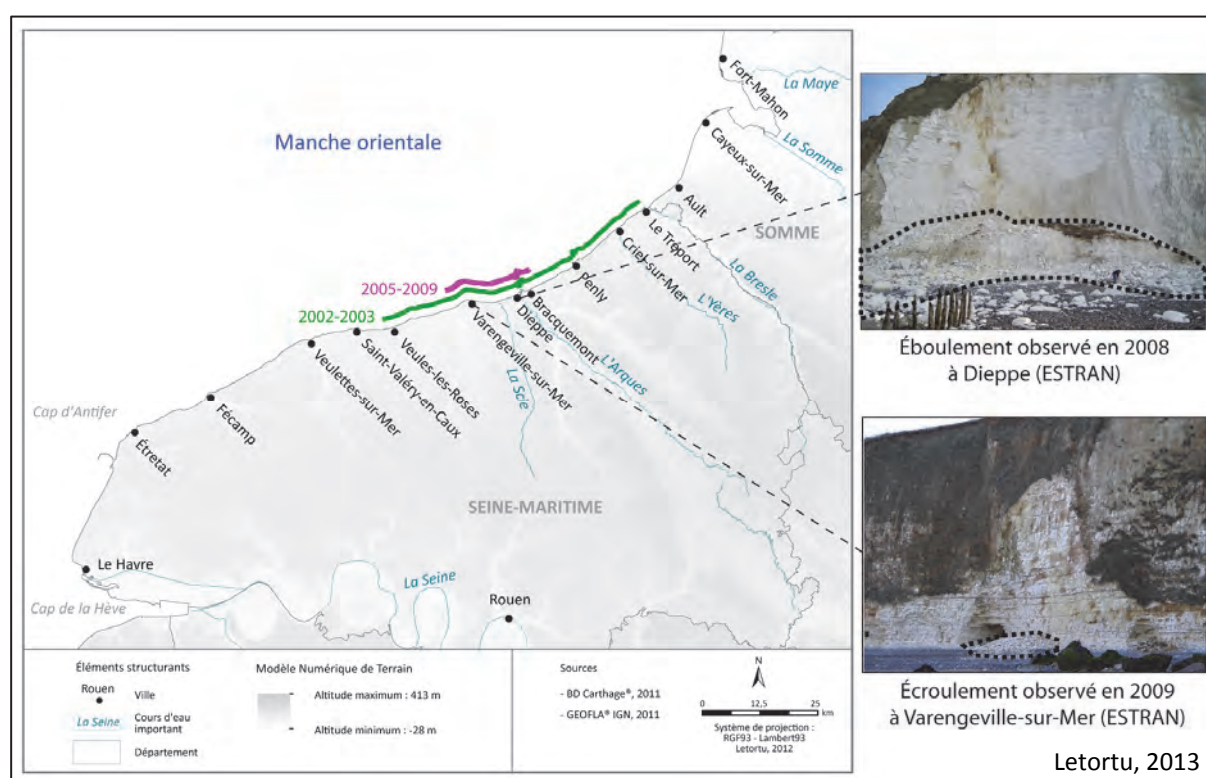 Fort-Mahon
La Maye
Manche orientale
Cayeux-sur-Mer
La Somme
Ault
SOMME
Le Tréport
2005-2009
Criel-sur-Mer
La Bresle
2002-2003
Penly
L'Yères
Bracquemont
Dieppe
Varengeville-sur-Mer
L'Arques
La Scie
Veules-les-Roses
Saint-Valéry-en-Caux
Veulettes-sur-Mer
Cap d'Antifer
Fécamp
Étretat
SEINE-MARITIME
Le Havre
La Seine
Cap de la Hève
Rouen
Éléments structurants
Rouen
Ville
La Seine
Cours d'eau
important
Département
Modèle Numérique de Terrain
Altitude maximum : 413 m
Altitude minimum : -28 m
Sources
- BD Carthage®, 2011
- GEOFLA® IGN, 2011
N
0 12,5 25
km
Système de projection :
RGF93 - Lambert93
Letortu, 2012
Éboulement observé en 2008
à Dieppe (ESTRAN)
Écroulement observé en 2009
à Varengeville-sur-Mer (ESTRAN)
Letortu, 2013